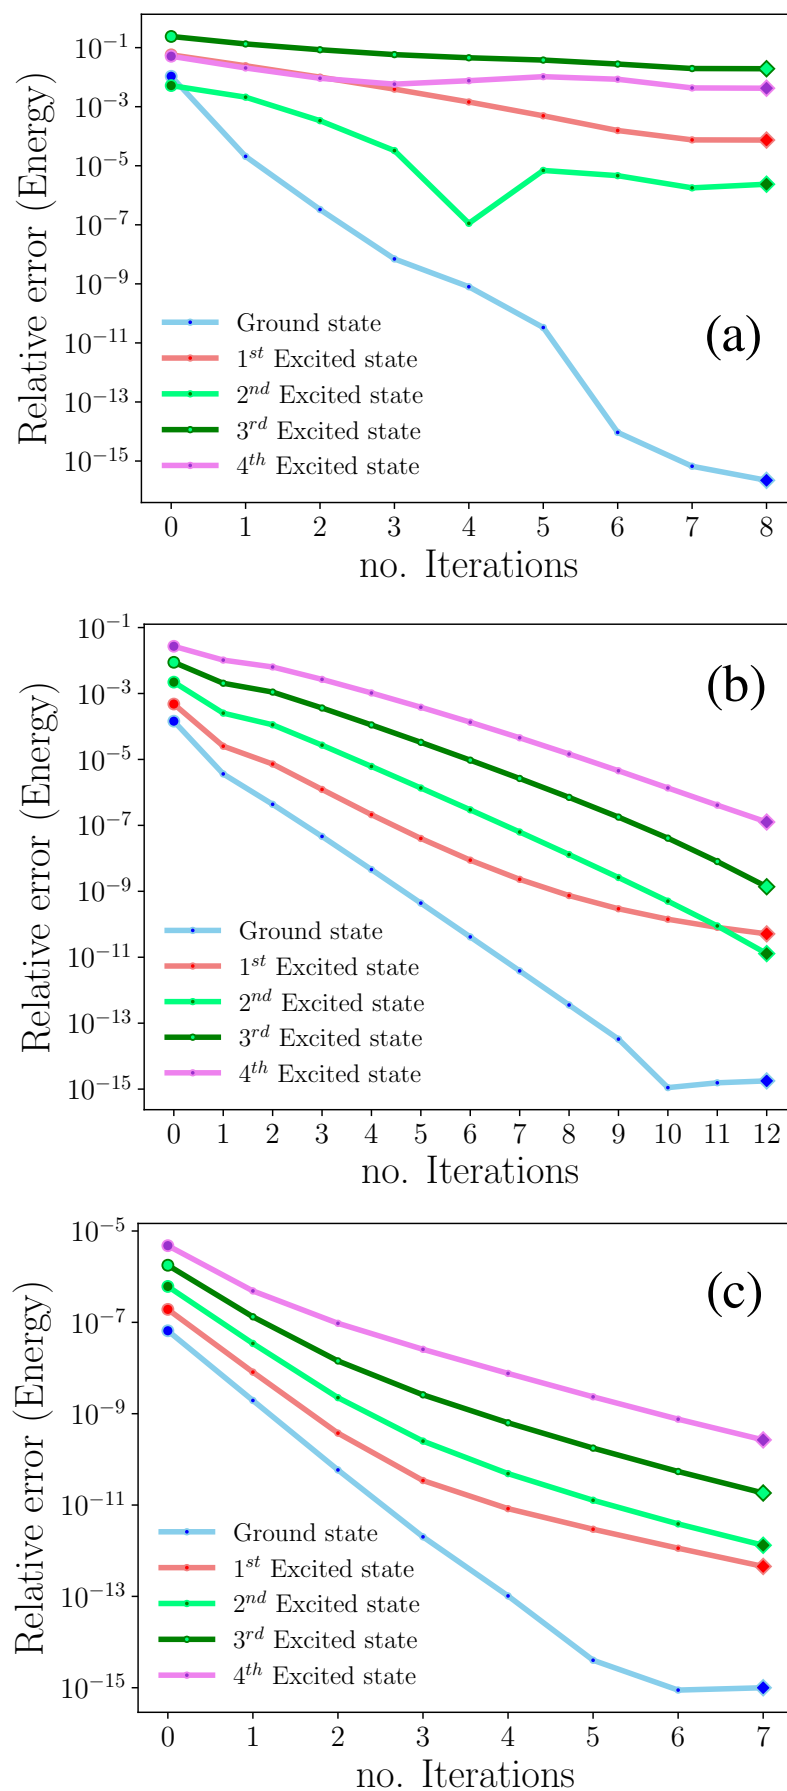 Relative error (Energy)
10^{-1}
10^{-3}
10^{-5}
10^{-7}
10^{-9}
10^{-11}
10^{-13}
10^{-15}
(a)
Ground state
1^{st} Excited state
2^{nd} Excited state
3^{rd} Excited state
4^{th} Excited state
0 1 2 3 4 5 6 7 8
no. Iterations
Relative error (Energy)
10^{-1}
10^{-3}
10^{-5}
10^{-7}
10^{-9}
10^{-11}
10^{-13}
10^{-15}
(b)
Ground state
1^{st} Excited state
2^{nd} Excited state
3^{rd} Excited state
4^{th} Excited state
0 1 2 3 4 5 6 7 8 9 10 11 12
no. Iterations
Relative error (Energy)
10^{-5}
10^{-7}
10^{-9}
10^{-11}
10^{-13}
10^{-15}
(c)
Ground state
1^{st} Excited state
2^{nd} Excited state
3^{rd} Excited state
4^{th} Excited state
0 1 2 3 4 5 6 7
no. Iterations